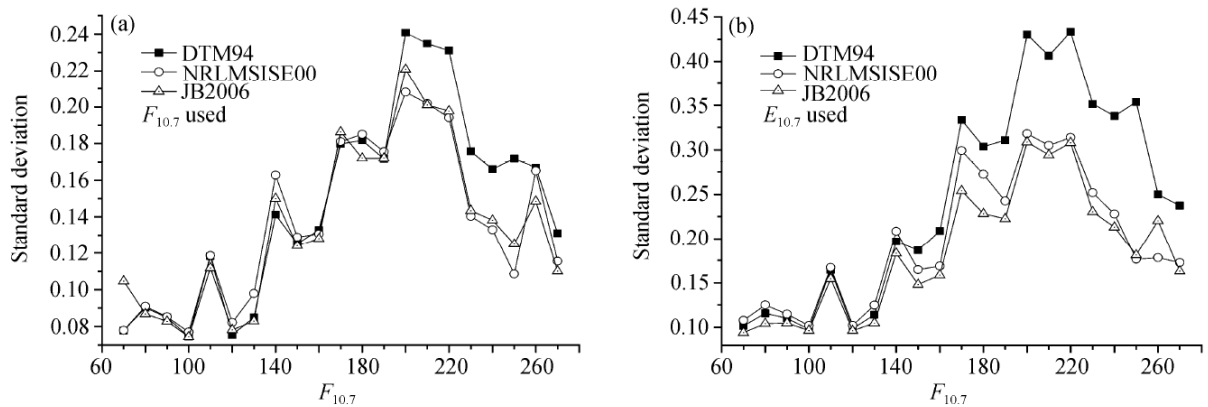 (a)
DTM94
NRLMSISE00
JB2006
F10.7 used
Standard deviation
0.24
0.22
0.20
0.18
0.16
0.14
0.12
0.10
0.08
60 100 140 180 220 260
F10.7
(b)
DTM94
NRLMSISE00
JB2006
E10.7 used
Standard deviation
0.45
0.40
0.35
0.30
0.25
0.20
0.15
0.10
60 100 140 180 220 260
F10.7